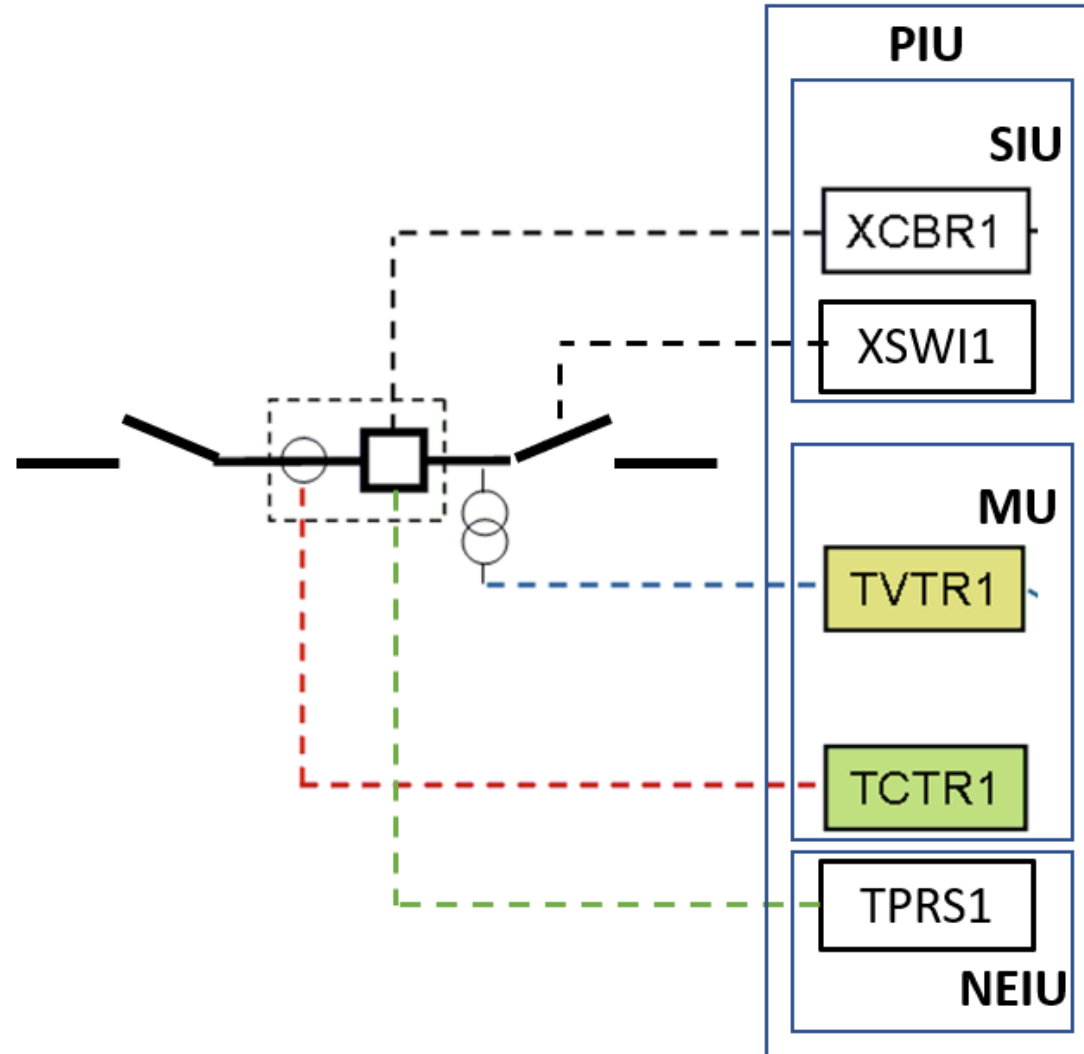 PIU
SIU
XCBR1
XSWI1
MU
TVTR1
TCTR1
TPRS1
NEIU